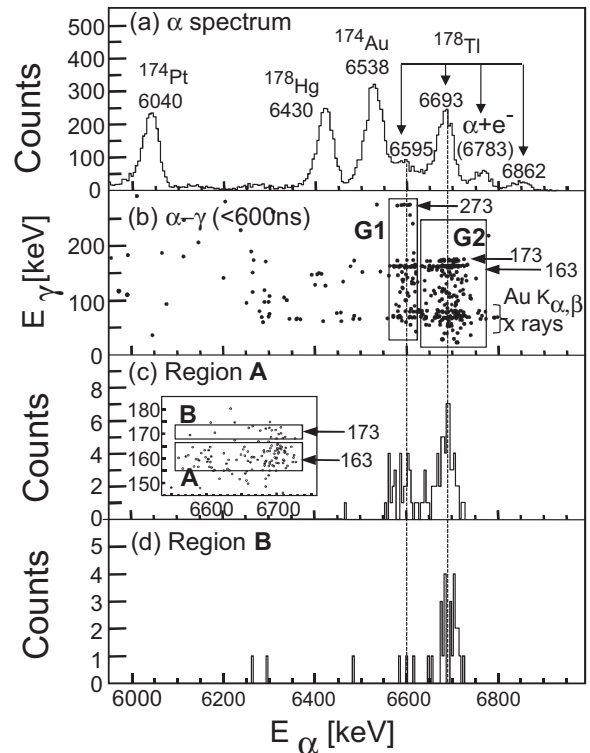 (a) α spectrum
500
400
300
200
100
0
Counts
174Pt
6040
178Hg
6430
174Au
6538
178Tl
6693
α+e-
6595
(6783)
6862
(b) α-γ (<600ns)
200
100
0
Eγ [keV]
G1
G2
273
173
163
Au Kα,β
x rays
(c) Region A
8
6
4
2
0
Counts
180
170
160
150
B
A
173
163
6600
6700
(d) Region B
5
4
3
2
1
0
Counts
6000
6200
6400
6600
6800
Eα [keV]